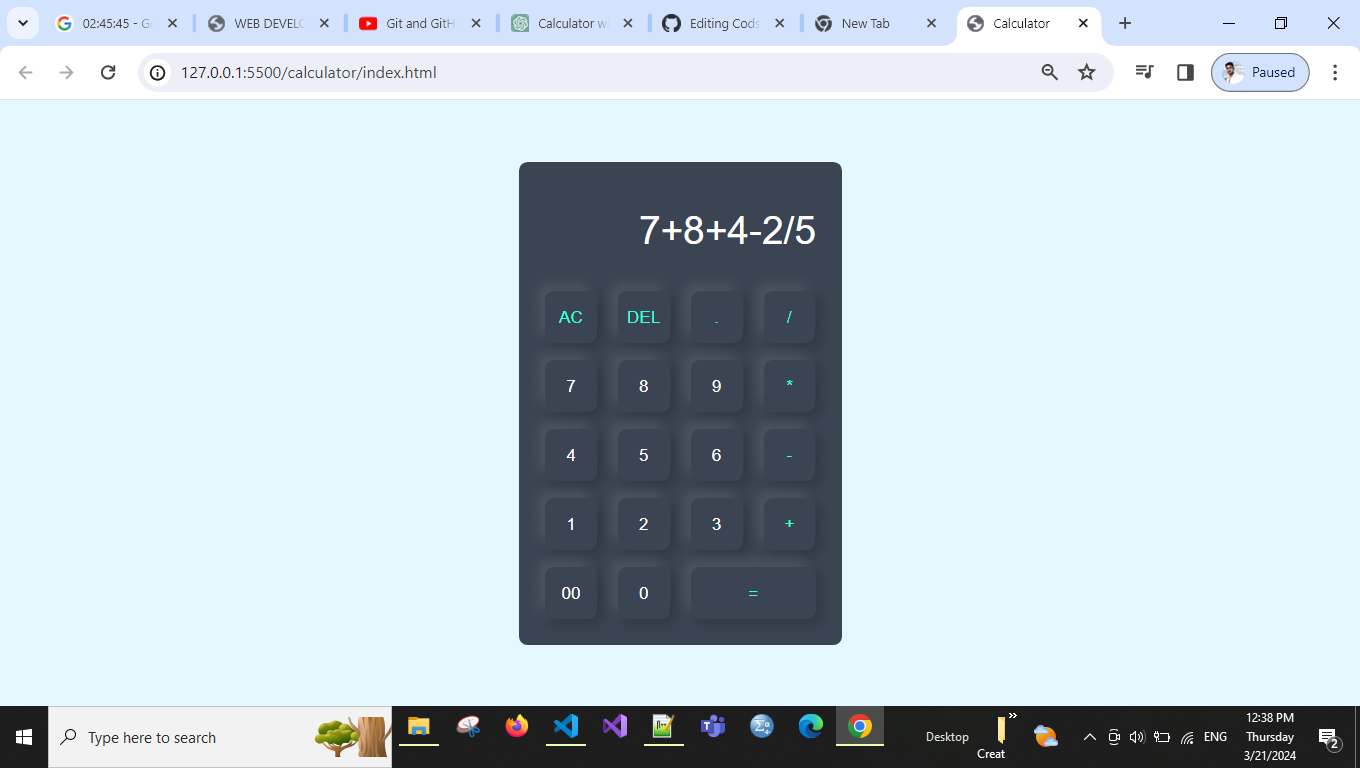 02:45:45 - G
WEB DEVELO
Git and GitH
Calculator w
Editing Cods
New Tab
Calculator
127.0.0.1:5500/calculator/index.html
Paused
7+8+4-2/5
AC DEL . /
7 8 9 *
4 5 6 -
1 2 3 +
00 0 =
Type here to search
Desktop
Creat
ENG
12:38 PM
Thursday
3/21/2024
2